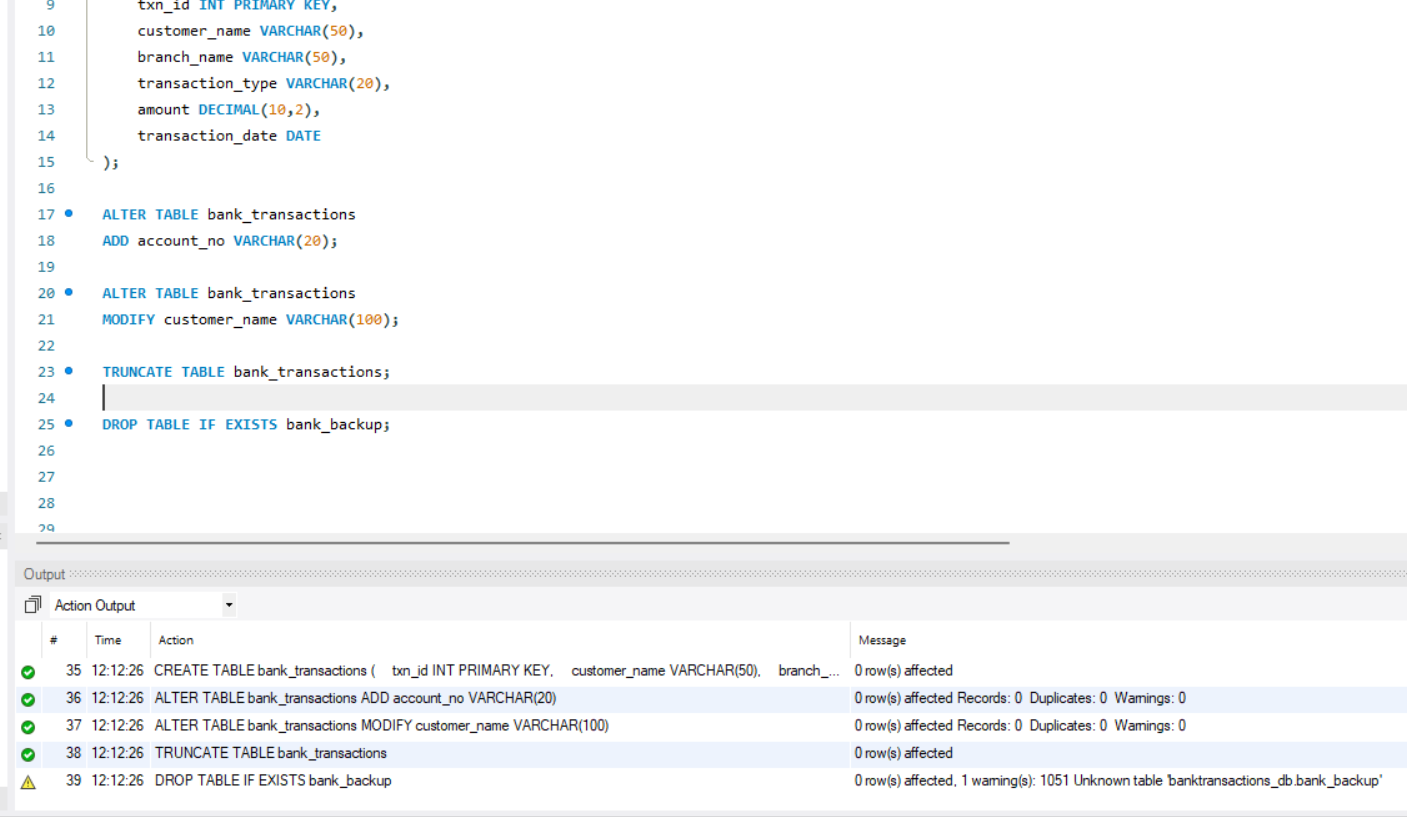 9 txn_id INT PRIMARY KEY,
10 customer_name VARCHAR(50),
11 branch_name VARCHAR(50),
12 transaction_type VARCHAR(20),
13 amount DECIMAL(10,2),
14 transaction_date DATE
15 );
16
17 ALTER TABLE bank_transactions
18 ADD account_no VARCHAR(20);
19
20 ALTER TABLE bank_transactions
21 MODIFY customer_name VARCHAR(100);
22
23 TRUNCATE TABLE bank_transactions;
24
25 DROP TABLE IF EXISTS bank_backup;
26
27
28
29
Output
Action Output
# Time Action Message
35 12:12:26 CREATE TABLE bank_transactions ( txn_id INT PRIMARY KEY, customer_name VARCHAR(50), branch_... 0 row(s) affected
36 12:12:26 ALTER TABLE bank_transactions ADD account_no VARCHAR(20) 0 row(s) affected Records: 0 Duplicates: 0 Warnings: 0
37 12:12:26 ALTER TABLE bank_transactions MODIFY customer_name VARCHAR(100) 0 row(s) affected Records: 0 Duplicates: 0 Warnings: 0
38 12:12:26 TRUNCATE TABLE bank_transactions 0 row(s) affected
39 12:12:26 DROP TABLE IF EXISTS bank_backup 0 row(s) affected, 1 warning(s): 1051 Unknown table 'banktransactions_db.bank_backup'